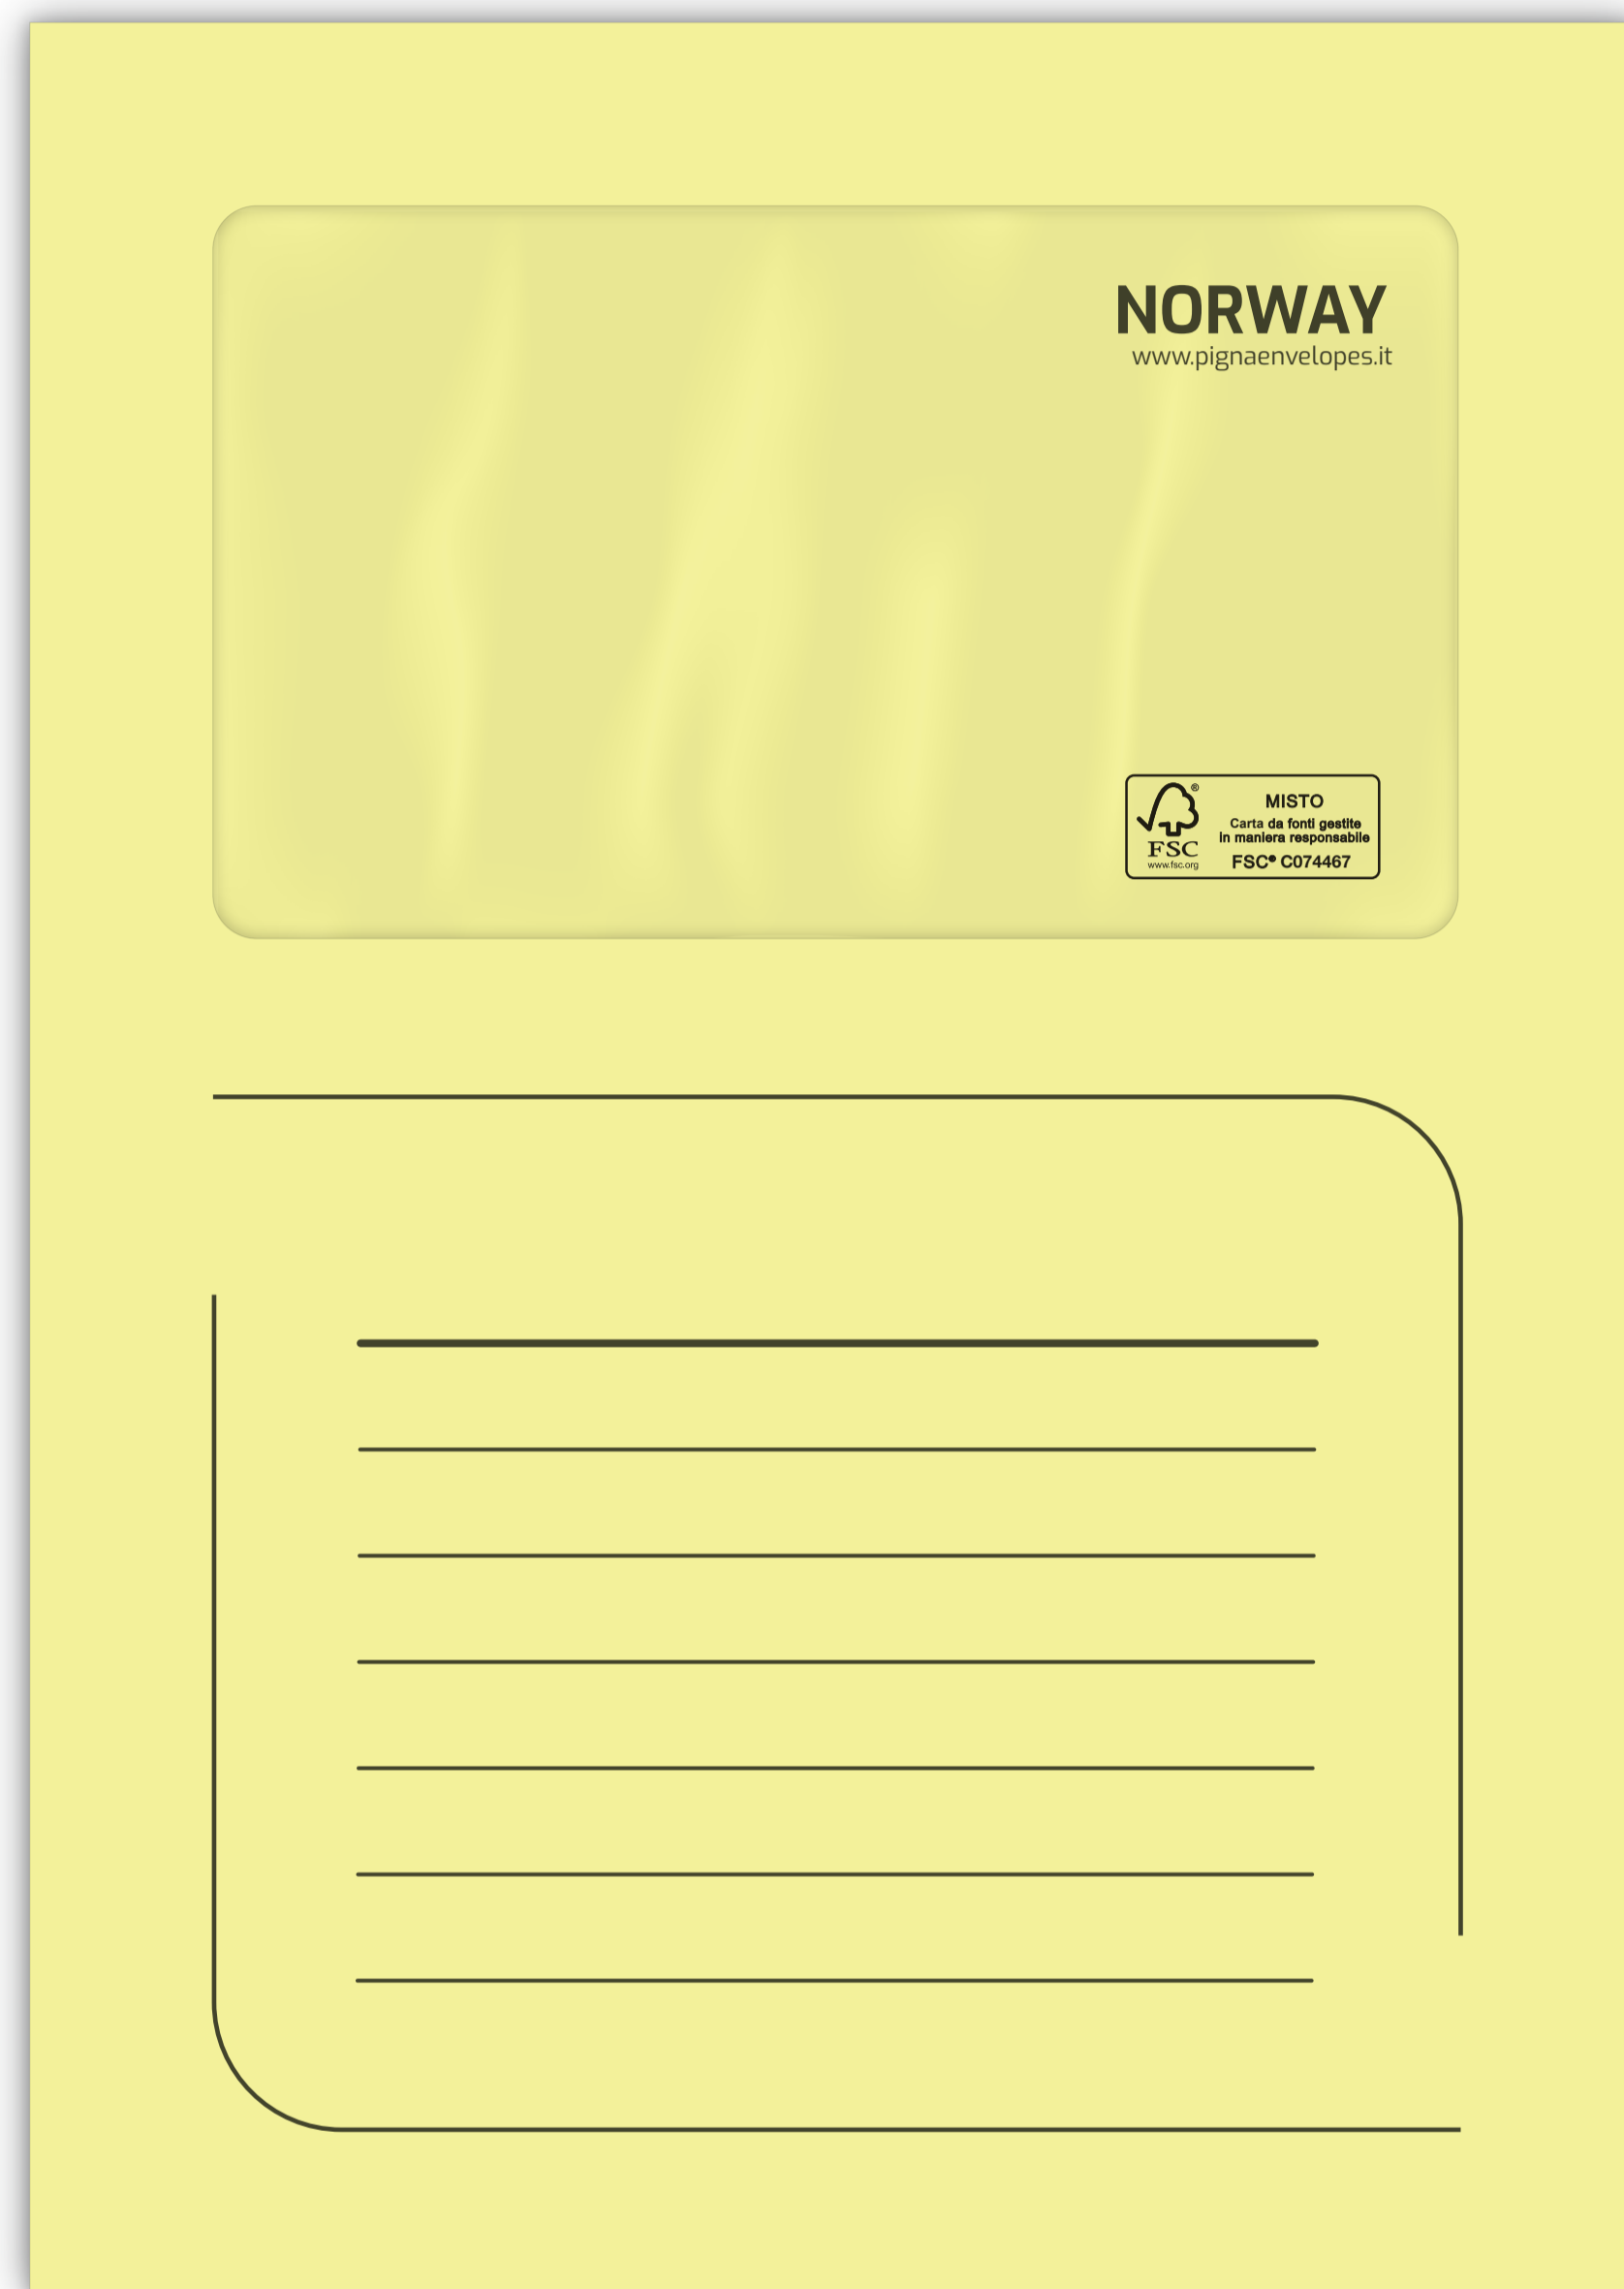 NORWAY
www.pignaenvelopes.it
®
MISTO
Carta da fonti gestite
in maniera responsabile
FSC® C074467
FSC
www.fsc.org